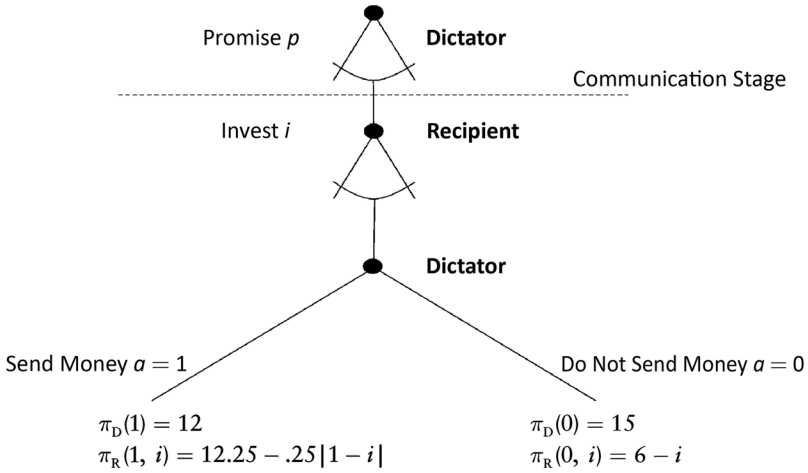 Promise p Dictator
Communication Stage
Invest i Recipient
Dictator
Send Money a = 1 Do Not Send Money a = 0
π_D(1) = 12 π_D(0) = 15
π_R(1, i) = 12.25 − .25|1 − i| π_R(0, i) = 6 − i